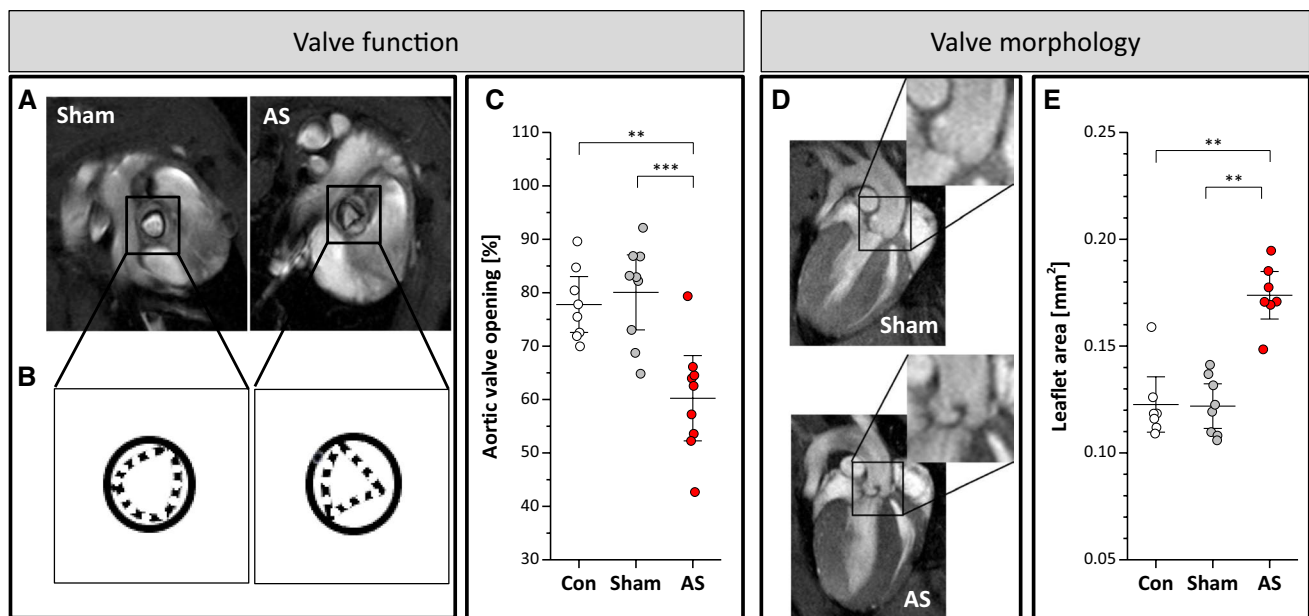 Valve function
Valve morphology
A
Sham
AS
B
C
Aortic valve opening [%]
110
100
90
80
70
60
50
40
30
**
***
Con
Sham
AS
D
Sham
AS
E
Leaflet area [mm²]
0.25
0.20
0.15
0.10
0.05
**
**
Con
Sham
AS